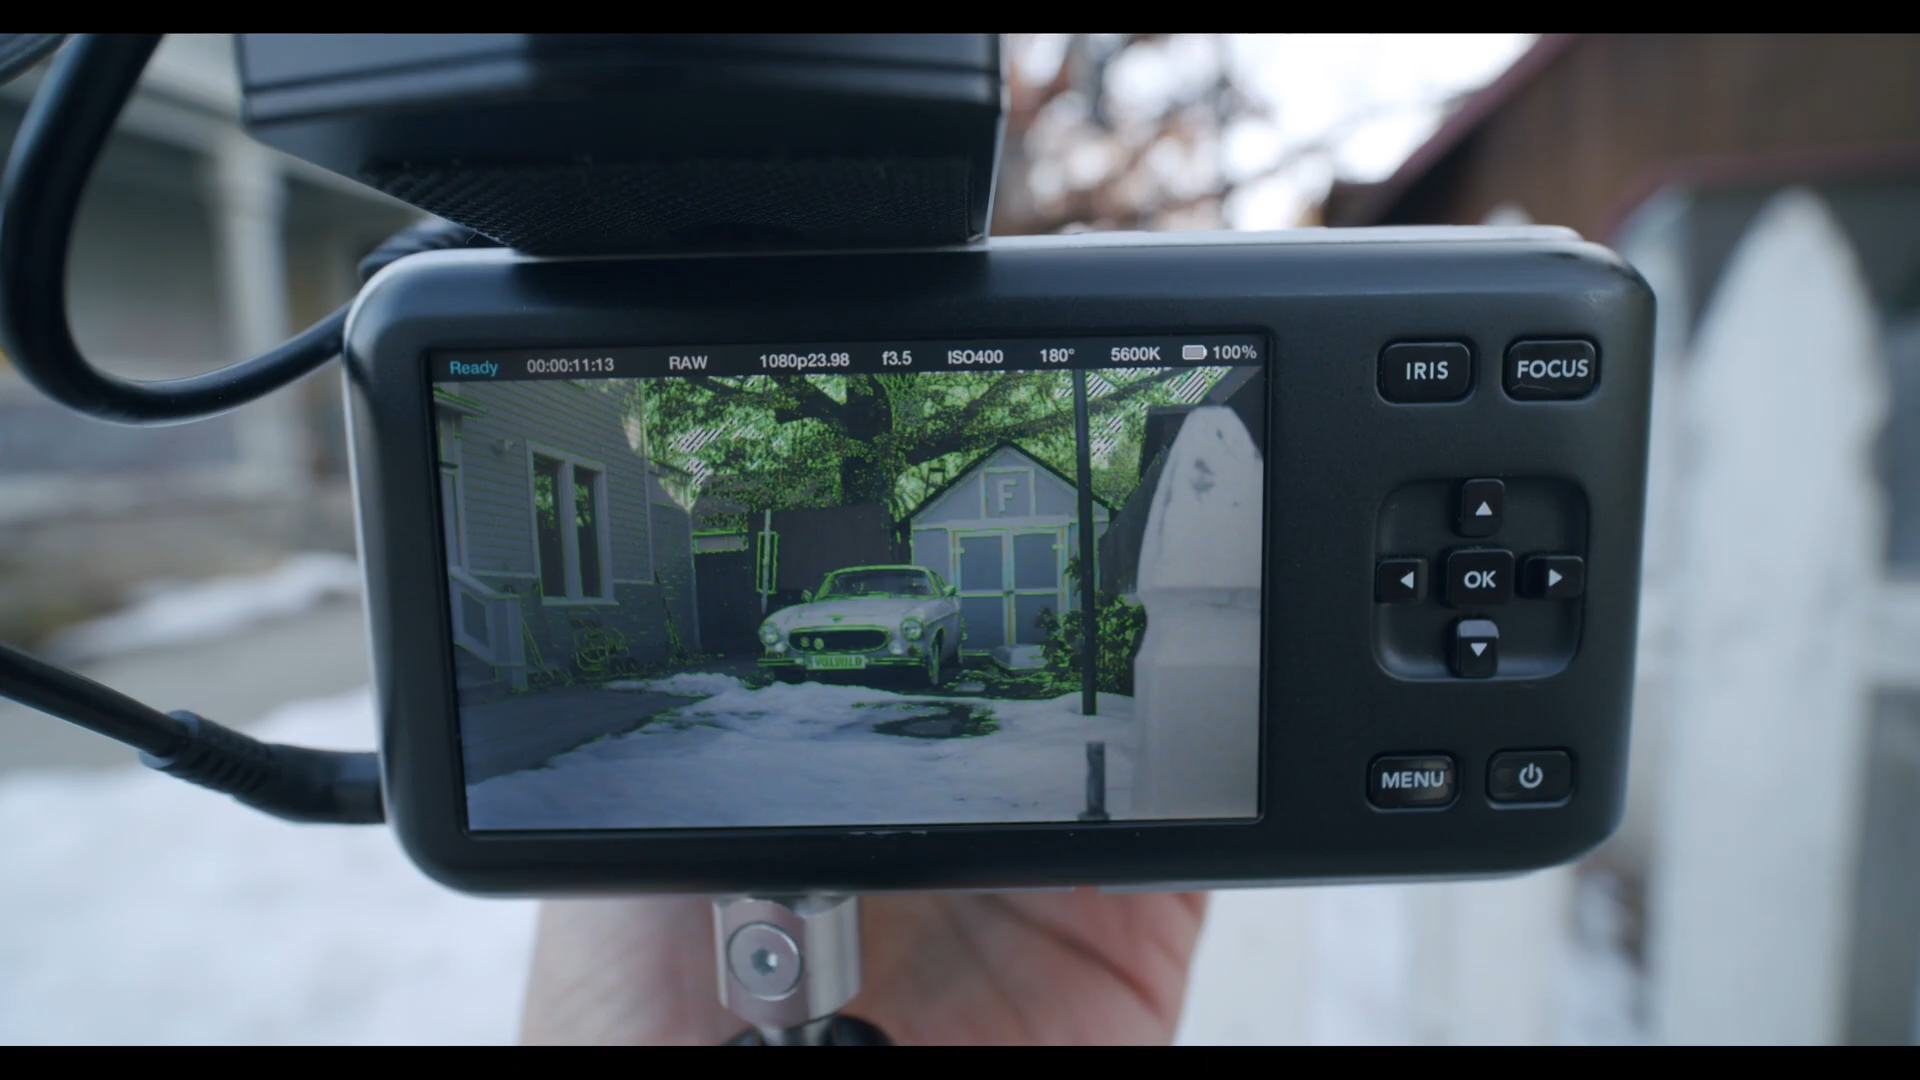 Ready 00:00:11:13 RAW 1080p23.98 f3.5 ISO400 180° 5600K 100%
IRIS FOCUS
F
OK
MENU